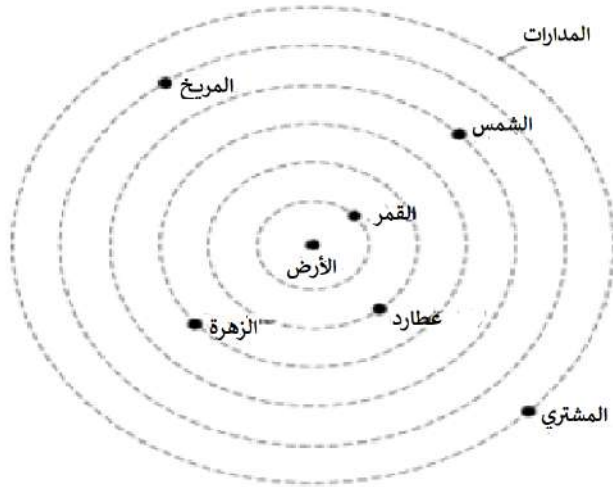 المدارات
المريخ
الشمس
القمر
الأرض
عطارد
الزهرة
المشتري